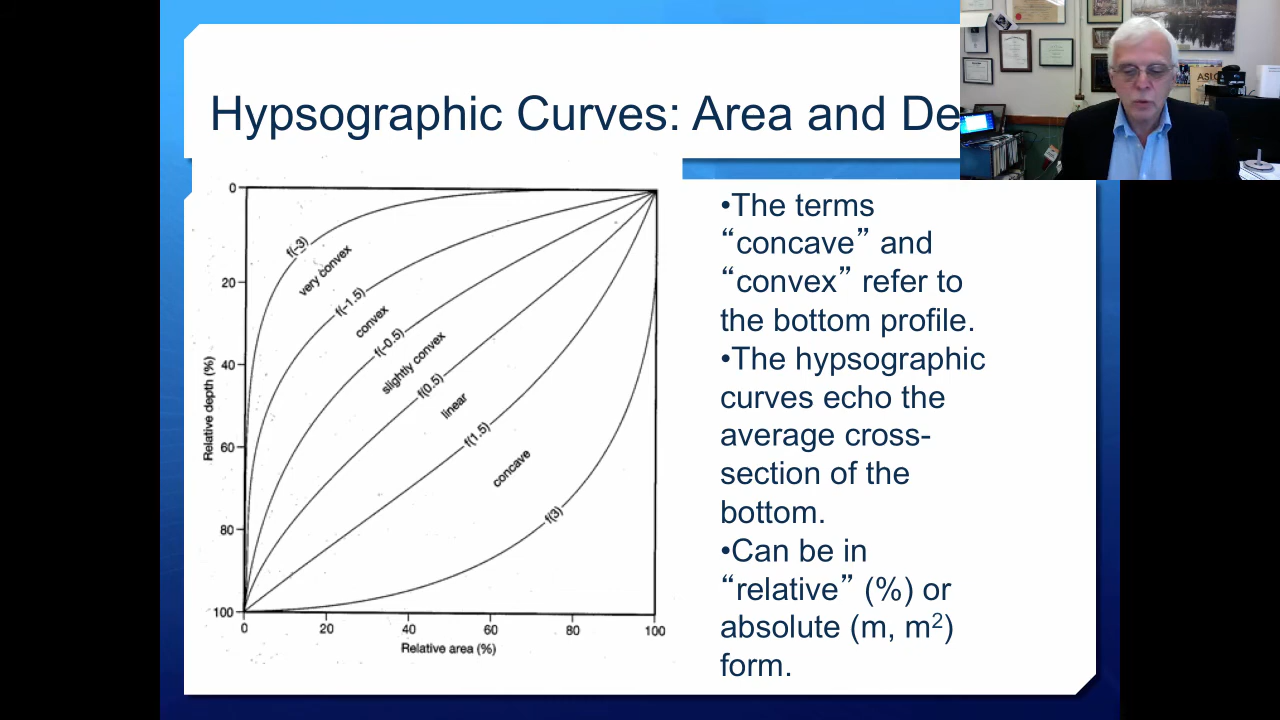 Hypsographic Curves: Area and De
0
20
40
60
80
100
Relative depth (%)
f(-3)
very convex
f(-1.5)
convex
f(-0.5)
slightly convex
f(0.5)
linear
f(1.5)
concave
f(3)
0
20
40
60
80
100
Relative area (%)
•The terms
“concave” and
“convex” refer to
the bottom profile.
•The hypsographic
curves echo the
average cross-
section of the
bottom.
•Can be in
“relative” (%) or
absolute (m, m²)
form.